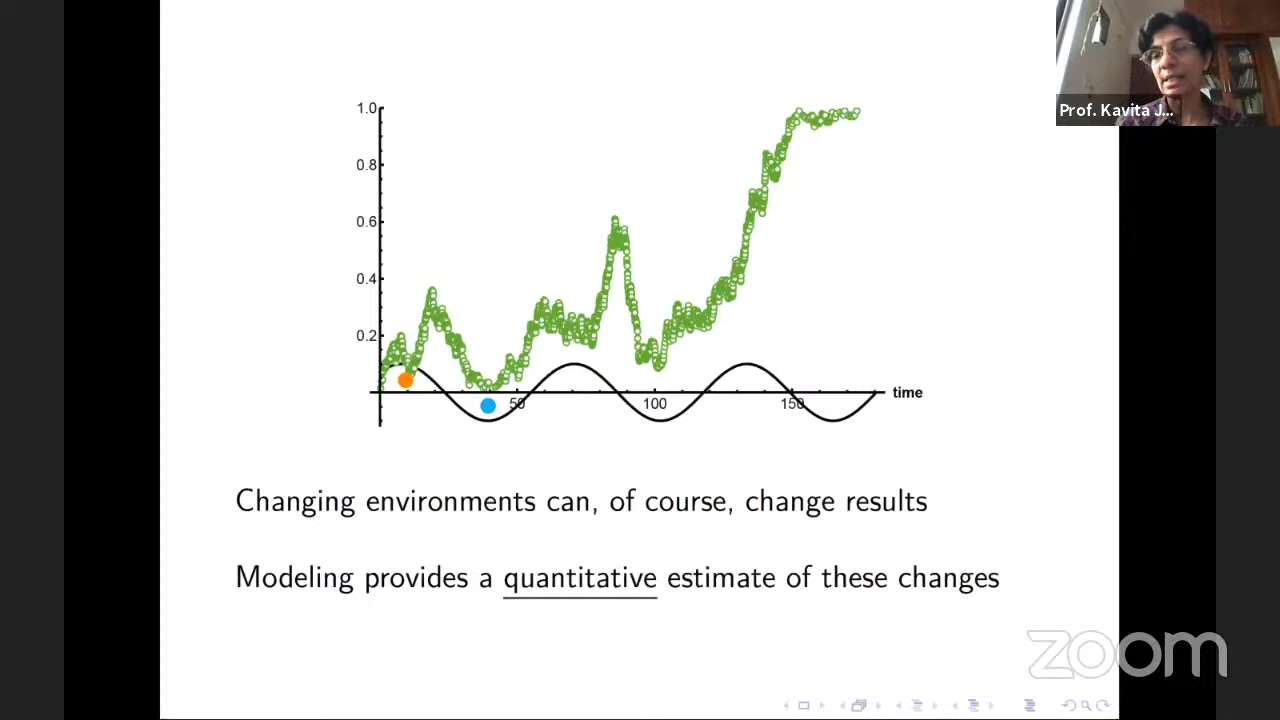 Prof. Kavita J...
1.0
0.8
0.6
0.4
0.2
50
100
150
time
Changing environments can, of course, change results
Modeling provides a quantitative estimate of these changes
zoom